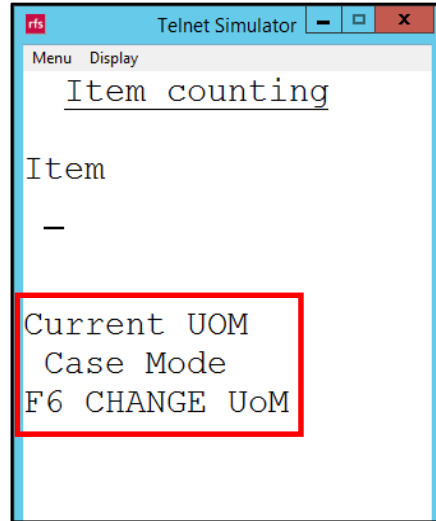 rfs Telnet Simulator
Menu Display
Item counting
Item
_
Current UOM
Case Mode
F6 CHANGE UoM